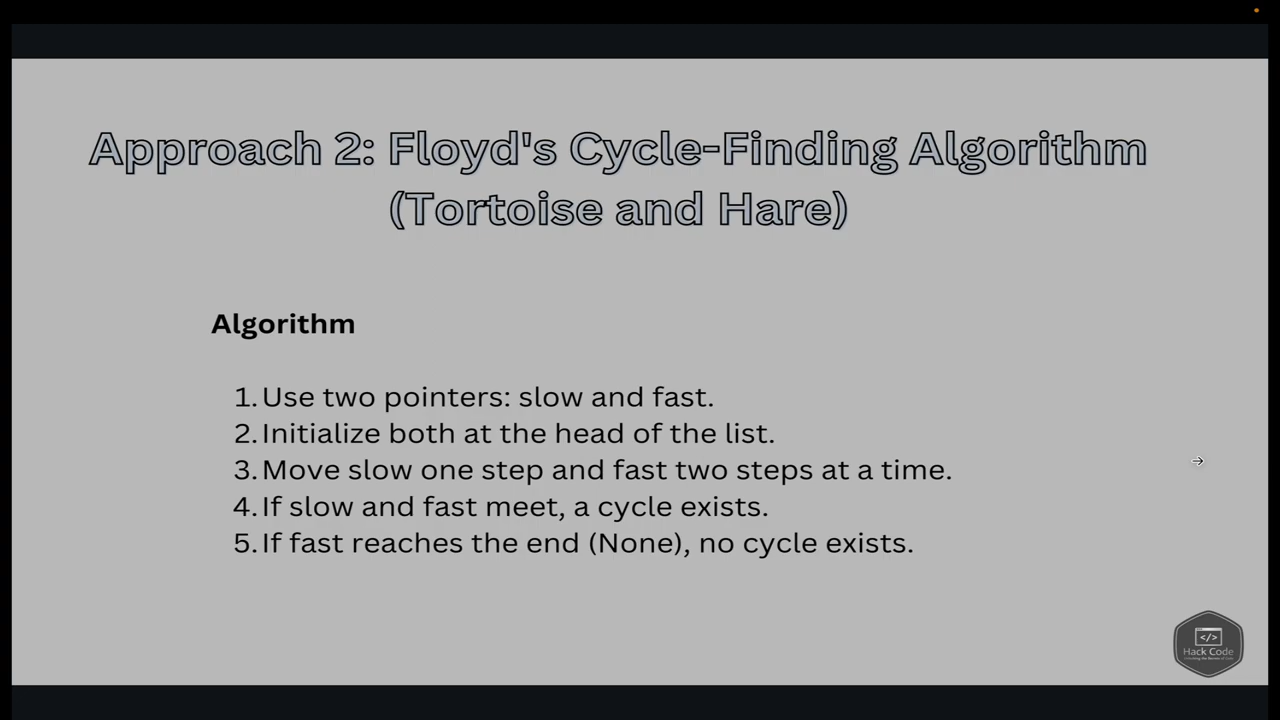 Approach 2: Floyd's Cycle-Finding Algorithm
(Tortoise and Hare)
Algorithm
1. Use two pointers: slow and fast.
2. Initialize both at the head of the list.
3. Move slow one step and fast two steps at a time.
4. If slow and fast meet, a cycle exists.
5. If fast reaches the end (None), no cycle exists.
</>
Hack Code